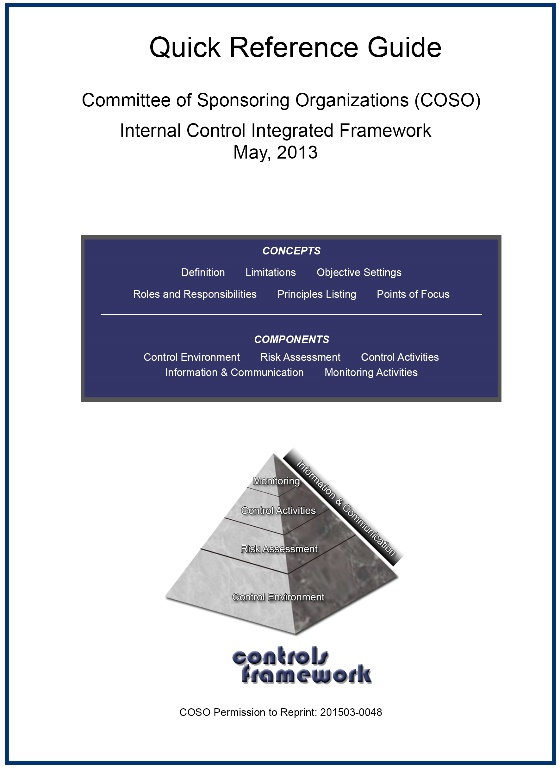 Quick Reference Guide
Committee of Sponsoring Organizations (COSO)
Internal Control Integrated Framework
May, 2013
CONCEPTS
Definition Limitations Objective Settings
Roles and Responsibilities Principles Listing Points of Focus
COMPONENTS
Control Environment Risk Assessment Control Activities
Information & Communication Monitoring Activities
Monitoring
Control Activities
Risk Assessment
Control Environment
Information & Communication
controls
framework
COSO Permission to Reprint: 201503-0048